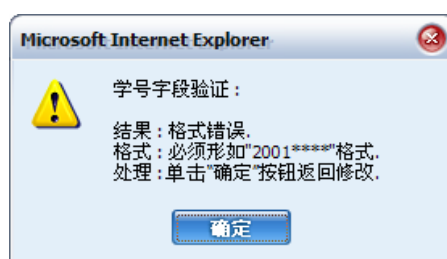 Microsoft Internet Explorer
学号字段验证：
结果：格式错误.
格式：必须形如"2001****"格式.
处理：单击"确定"按钮返回修改.
确定